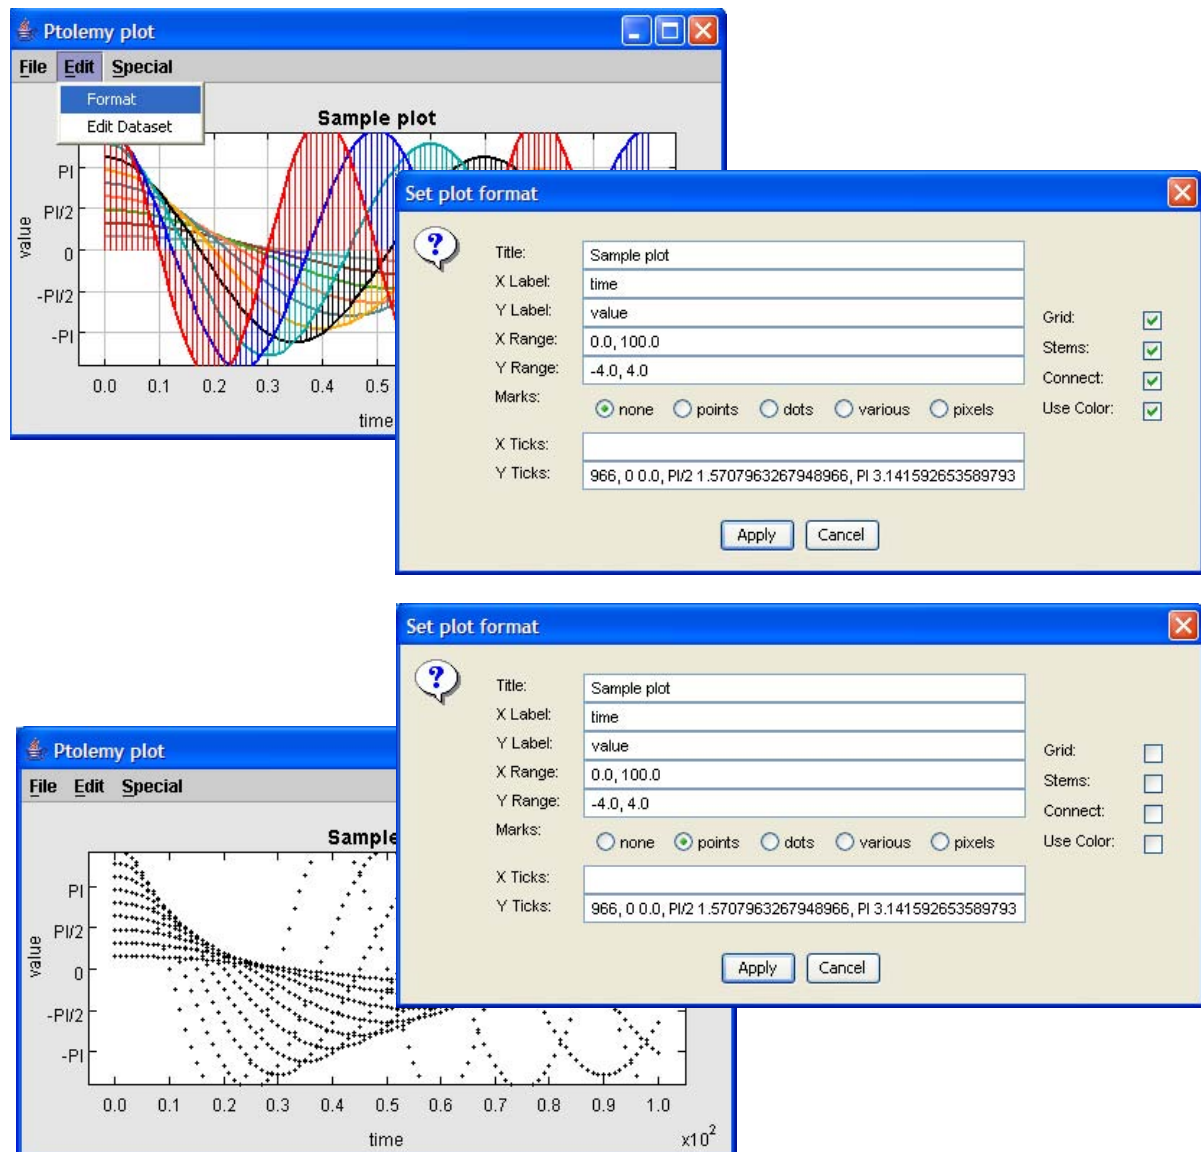 Ptolemy plot
File Edit Special
Format
Edit Dataset
Sample plot
PI
PI/2
0
-PI/2
-PI
value
0.0 0.1 0.2 0.3 0.4 0.5
time
Set plot format
?
Title: Sample plot
X Label: time
Y Label: value
X Range: 0.0, 100.0
Y Range: -4.0, 4.0
Marks: none points dots various pixels
X Ticks:
Y Ticks: 966, 0 0.0, PI/2 1.5707963267948966, PI 3.141592653589793
Grid:
Stems:
Connect:
Use Color:
Apply Cancel
Set plot format
?
Title: Sample plot
X Label: time
Y Label: value
X Range: 0.0, 100.0
Y Range: -4.0, 4.0
Marks: none points dots various pixels
X Ticks:
Y Ticks: 966, 0 0.0, PI/2 1.5707963267948966, PI 3.141592653589793
Grid:
Stems:
Connect:
Use Color:
Apply Cancel
Ptolemy plot
File Edit Special
Sample
PI
PI/2
0
-PI/2
-PI
value
0.0 0.1 0.2 0.3 0.4 0.5 0.6 0.7 0.8 0.9 1.0
time x10²